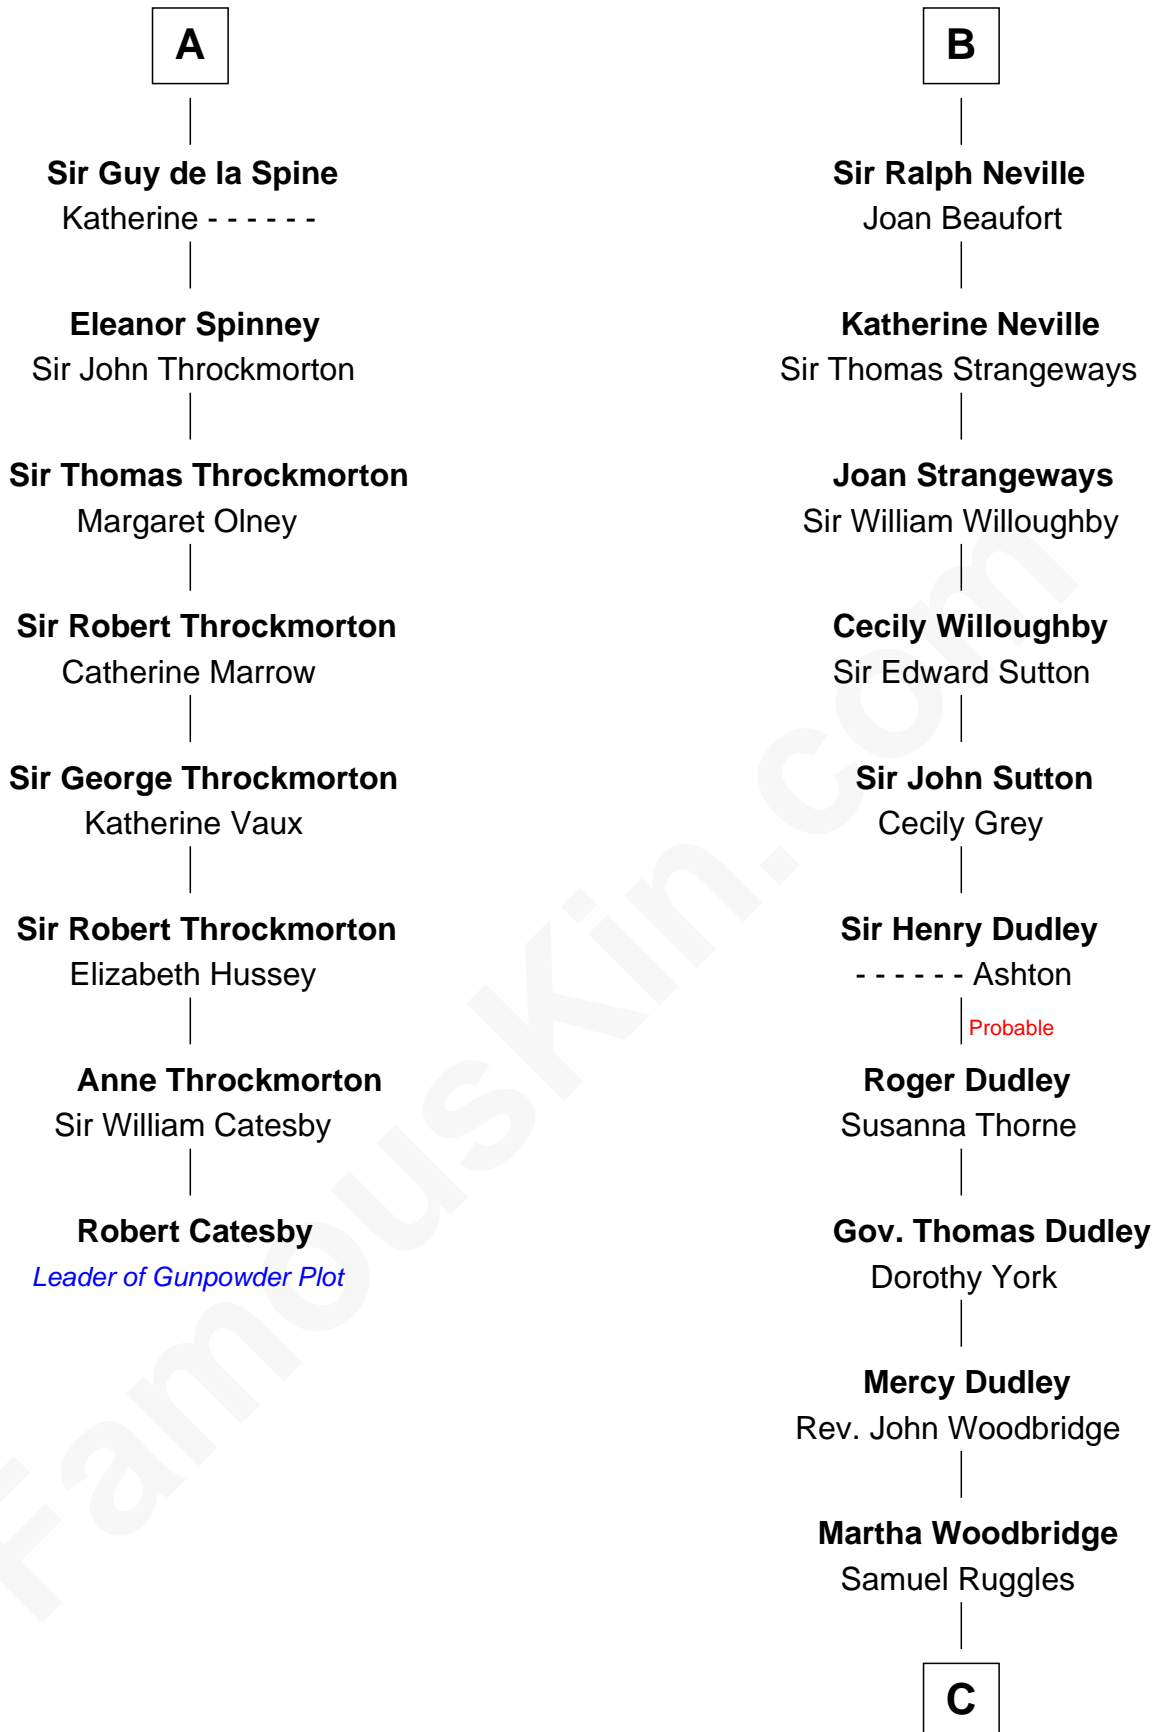 A
Sir Guy de la Spine
Katherine - - - - - -
Eleanor Spinney
Sir John Throckmorton
Sir Thomas Throckmorton
Margaret Olney
Sir Robert Throckmorton
Catherine Marrow
Sir George Throckmorton
Katherine Vaux
Sir Robert Throckmorton
Elizabeth Hussey
Anne Throckmorton
Sir William Catesby
Robert Catesby
Leader of Gunpowder Plot
B
Sir Ralph Neville
Joan Beaufort
Katherine Neville
Sir Thomas Strangeways
Joan Strangeways
Sir William Willoughby
Cecily Willoughby
Sir Edward Sutton
Sir John Sutton
Cecily Grey
Sir Henry Dudley
- - - - - - Ashton
Probable
Roger Dudley
Susanna Thorne
Gov. Thomas Dudley
Dorothy York
Mercy Dudley
Rev. John Woodbridge
Martha Woodbridge
Samuel Ruggles
C
FamousKin.com